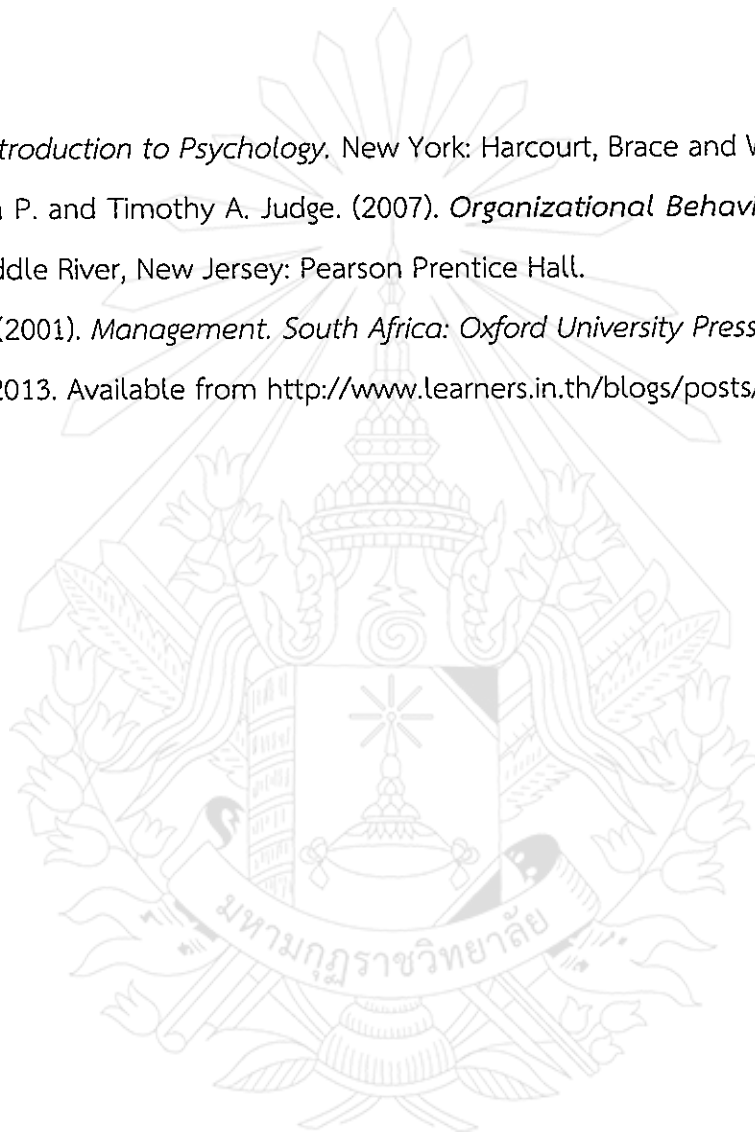 troduction to Psychology. New York: Harcourt, Brace and
P. and Timothy A. Judge. (2007). Organizational Behavi
ddle River, New Jersey: Pearson Prentice Hall.
(2001). Management. South Africa: Oxford University Press
2013. Available from http://www.learners.in.th/blogs/posts/
มหามกุฏราชวิทยาลัย